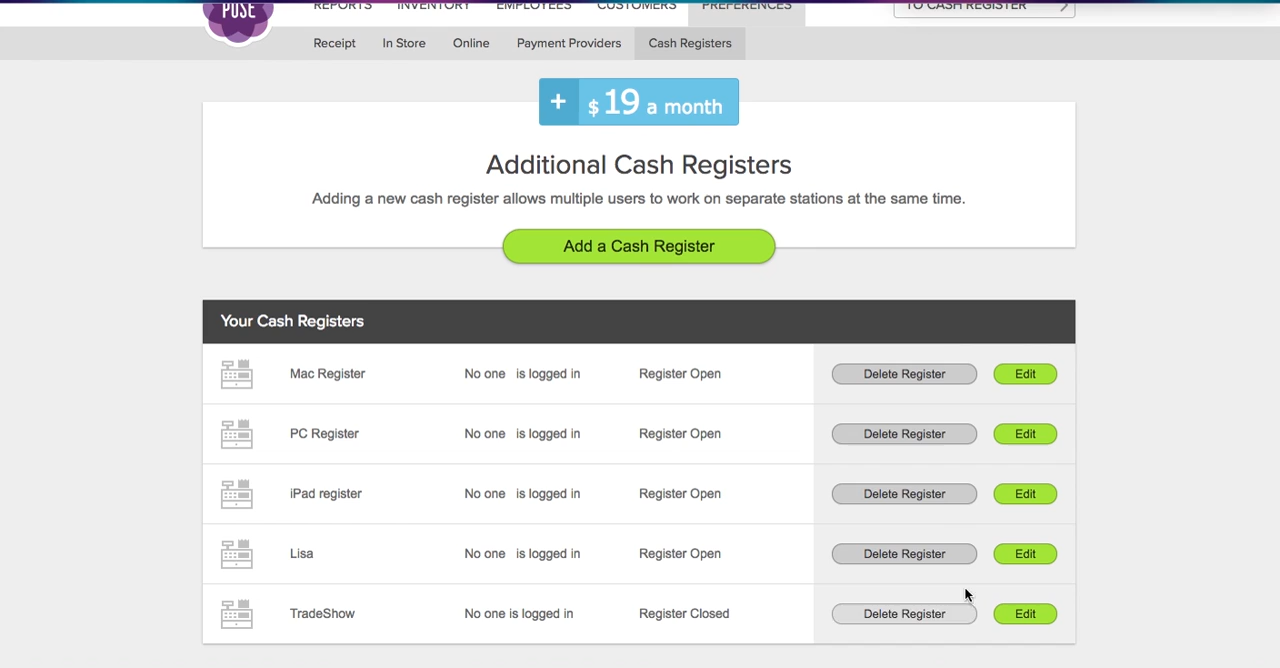 POSE
REPORTS INVENTORY EMPLOYEES CUSTOMERS PREFERENCES TO CASH REGISTER
Receipt In Store Online Payment Providers Cash Registers
+ $ 19 a month
Additional Cash Registers
Adding a new cash register allows multiple users to work on separate stations at the same time.
Add a Cash Register
Your Cash Registers
Mac Register No one is logged in Register Open Delete Register Edit
PC Register No one is logged in Register Open Delete Register Edit
iPad register No one is logged in Register Open Delete Register Edit
Lisa No one is logged in Register Open Delete Register Edit
TradeShow No one is logged in Register Closed Delete Register Edit